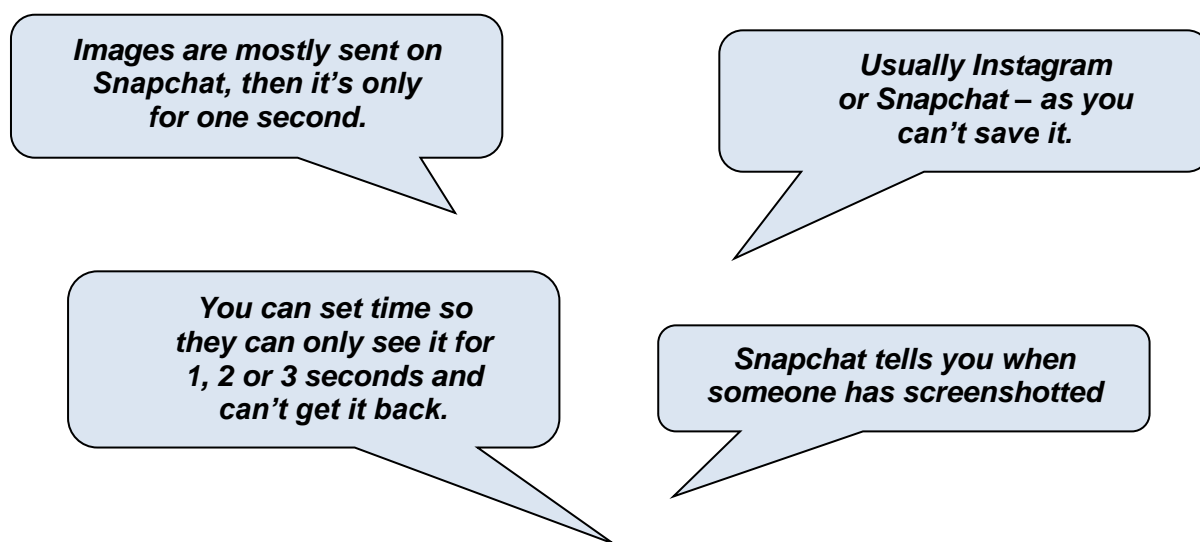 Images are mostly sent on
Snapchat, then it’s only
for one second.
Usually Instagram
or Snapchat – as you
can’t save it.
You can set time so
they can only see it for
1, 2 or 3 seconds and
can’t get it back.
Snapchat tells you when
someone has screenshotted